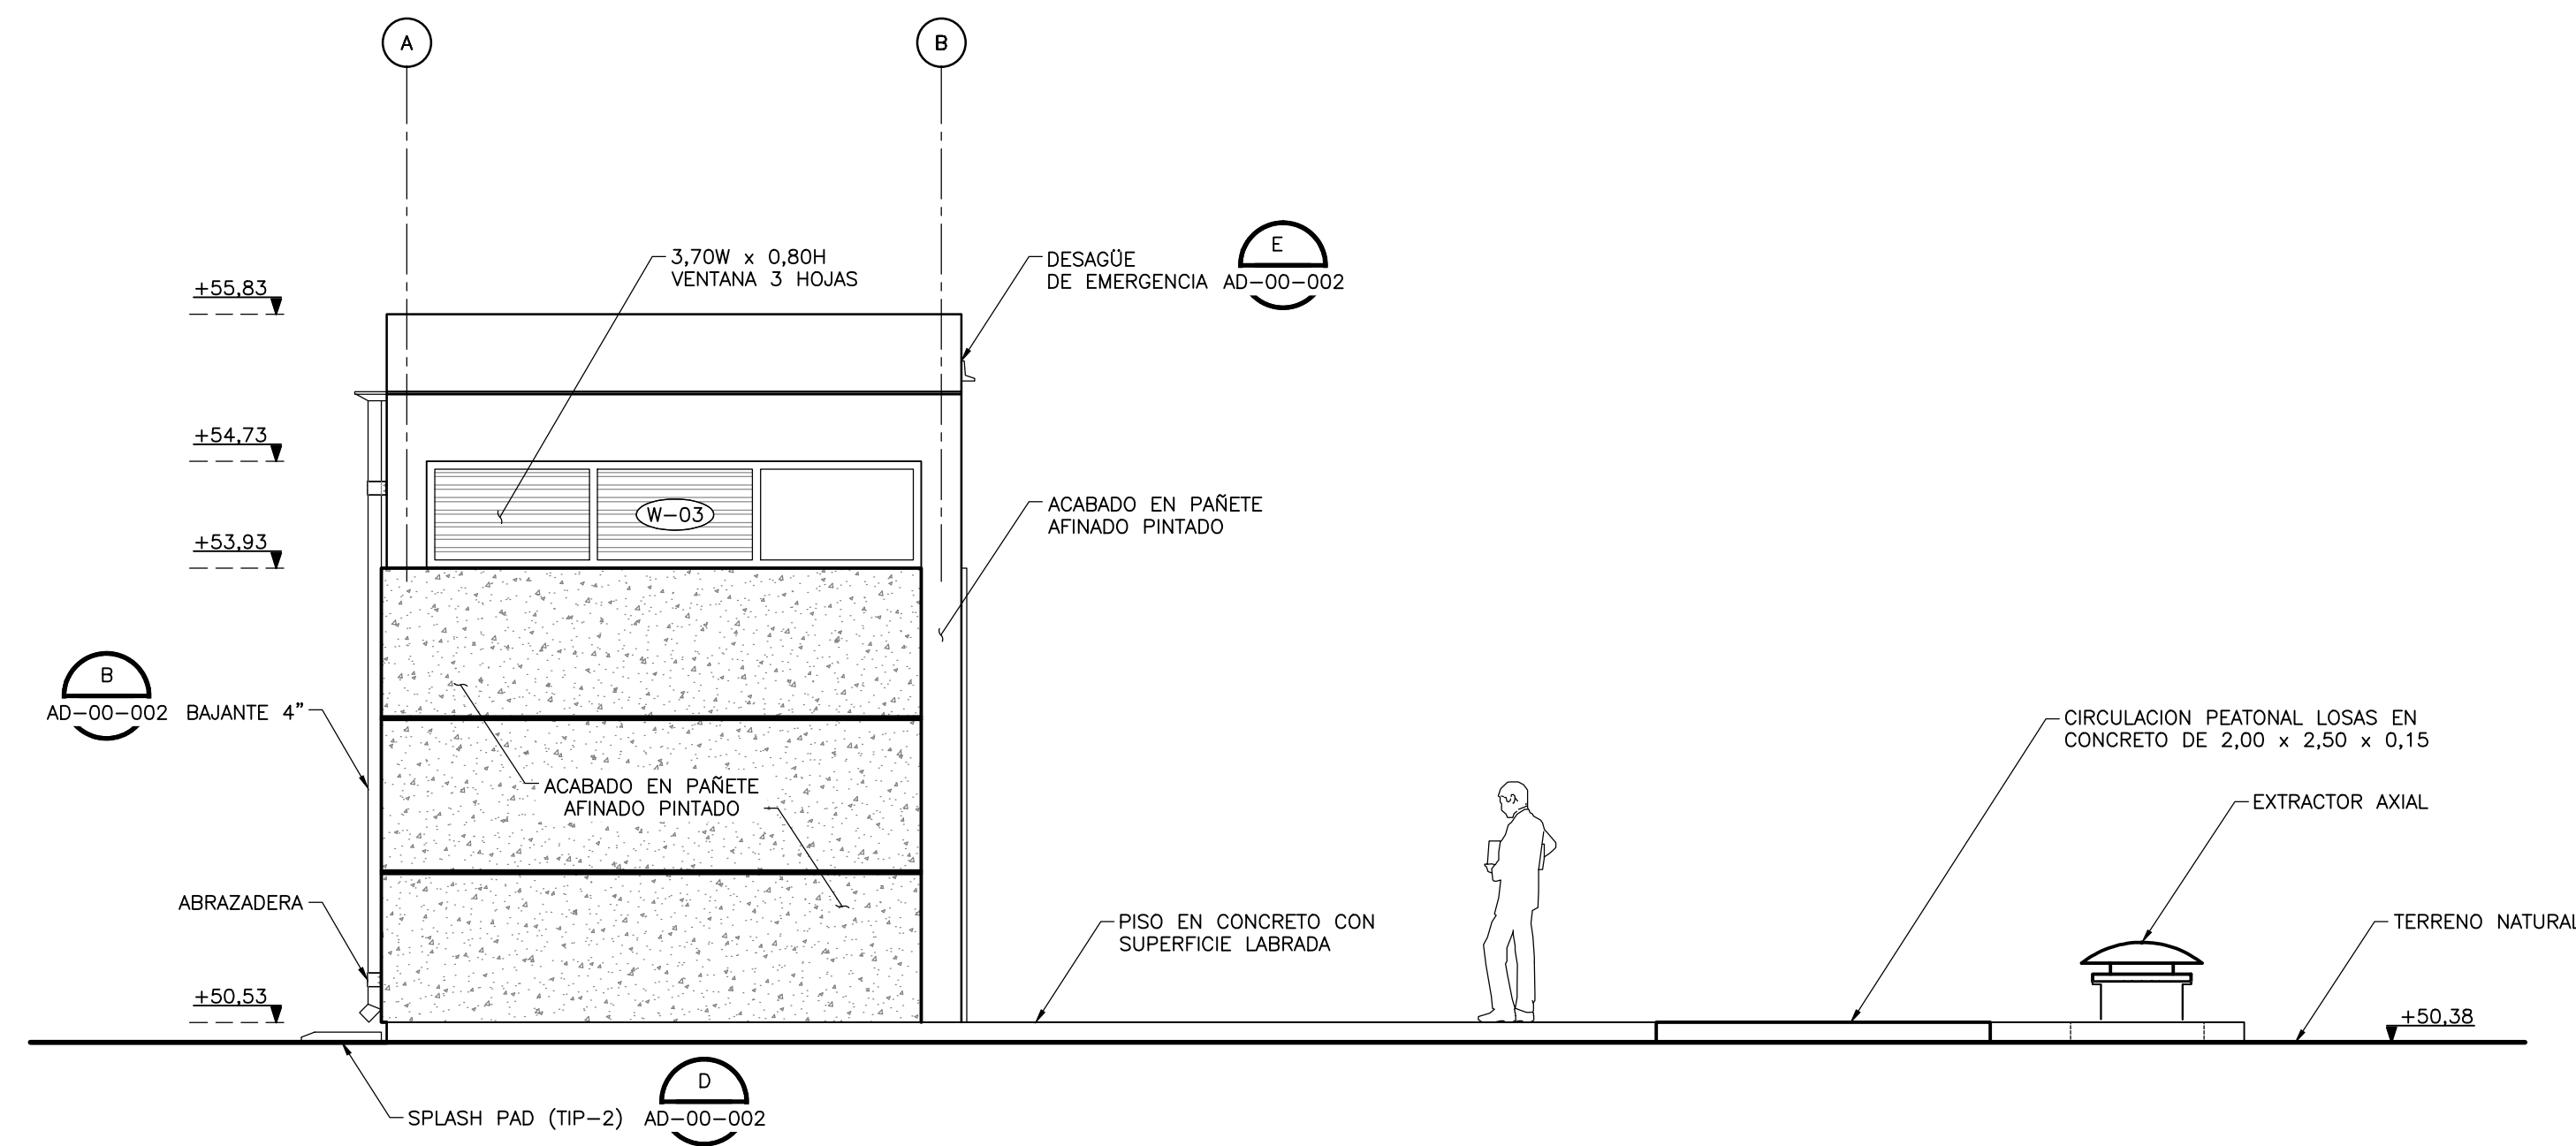 A
B
3,70W x 0,80H
VENTANA 3 HOJAS
DESAGÜE
DE EMERGENCIA
E
AD-00-002
+55,83
+54,73
+53,93
W-03
ACABADO EN PAÑETE
AFINADO PINTADO
B
AD-00-002
BAJANTE 4"
ACABADO EN PAÑETE
AFINADO PINTADO
CIRCULACION PEATONAL LOSAS EN
CONCRETO DE 2,00 x 2,50 x 0,15
EXTRACTOR AXIAL
ABRAZADERA
PISO EN CONCRETO CON
SUPERFICIE LABRADA
TERRENO NATURAL
+50,53
+50,38
SPLASH PAD (TIP-2)
D
AD-00-002